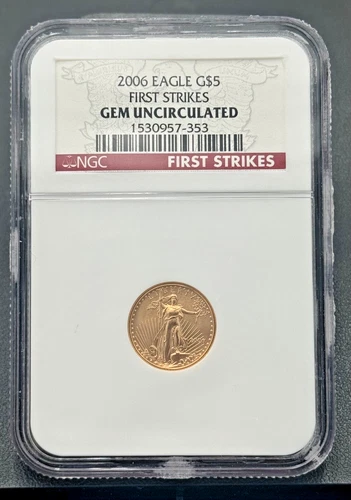 2006 EAGLE G$5
FIRST STRIKES
GEM UNCIRCULATED
1530957-353
NGC FIRST STRIKES